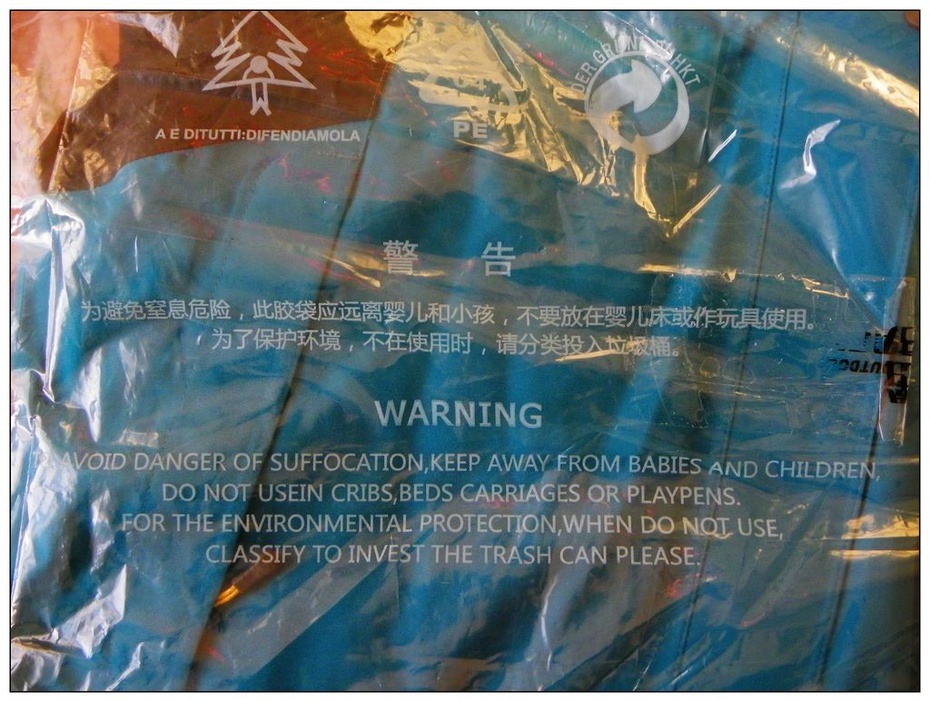 A E DITUTTI:DIFENDIAMOLA
PE
DER GRUNE PAHKT
警 告
为避免窒息危险，此胶袋应远离婴儿和小孩，不要放在婴儿床或作玩具使用。
为了保护环境，不在使用时，请分类投入垃圾桶。
WARNING
AVOID DANGER OF SUFFOCATION,KEEP AWAY FROM BABIES AND CHILDREN,
DO NOT USEIN CRIBS,BEDS CARRIAGES OR PLAYPENS.
FOR THE ENVIRONMENTAL PROTECTION,WHEN DO NOT USE,
CLASSIFY TO INVEST THE TRASH CAN PLEASE.